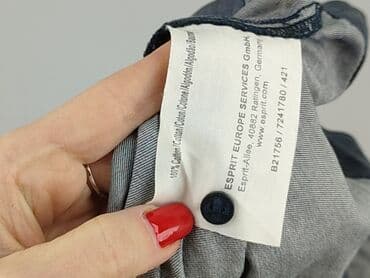 100% Cotton/Coton/Cotone/Algodón/Algodão/
ESPRIT EUROPE SERVICES GmbH.
Esprit-Allee, 40882 Ratingen, Germany
www.esprit.com
B21756 / 7241780 / 421